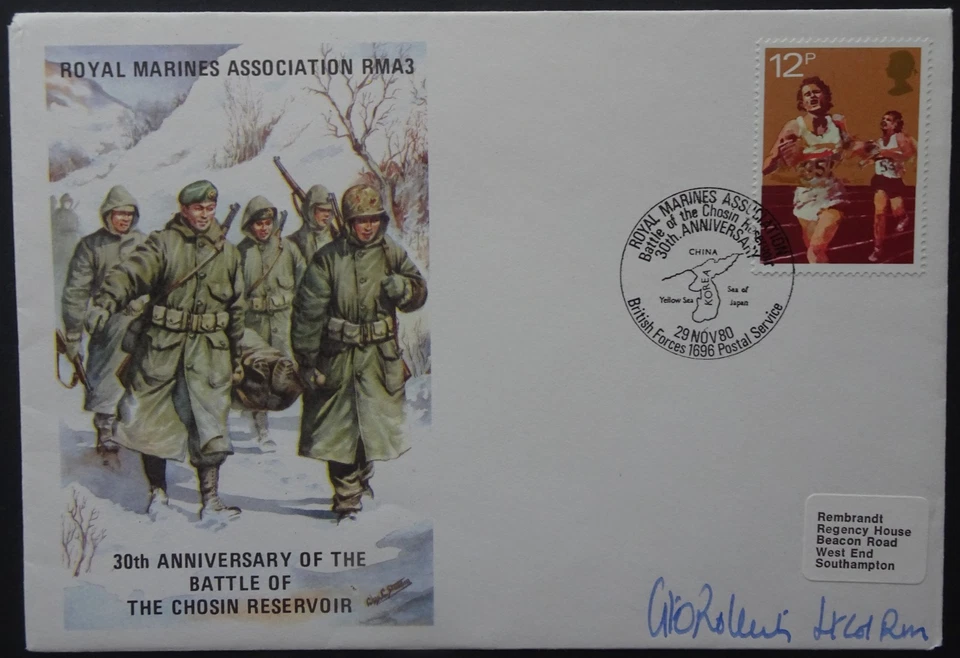 ROYAL MARINES ASSOCIATION RMA3
12P
352
53
ROYAL MARINES ASSOCIATION
Battle of the Chosin Reservoir
30th. ANNIVERSARY
CHINA
KOREA
Yellow Sea
Sea of
Japan
29 NOV 80
British Forces 1696 Postal Service
Rembrandt
Regency House
Beacon Road
West End
Southampton
30th ANNIVERSARY OF THE
BATTLE OF
THE CHOSIN RESERVOIR
Lt Col Rm